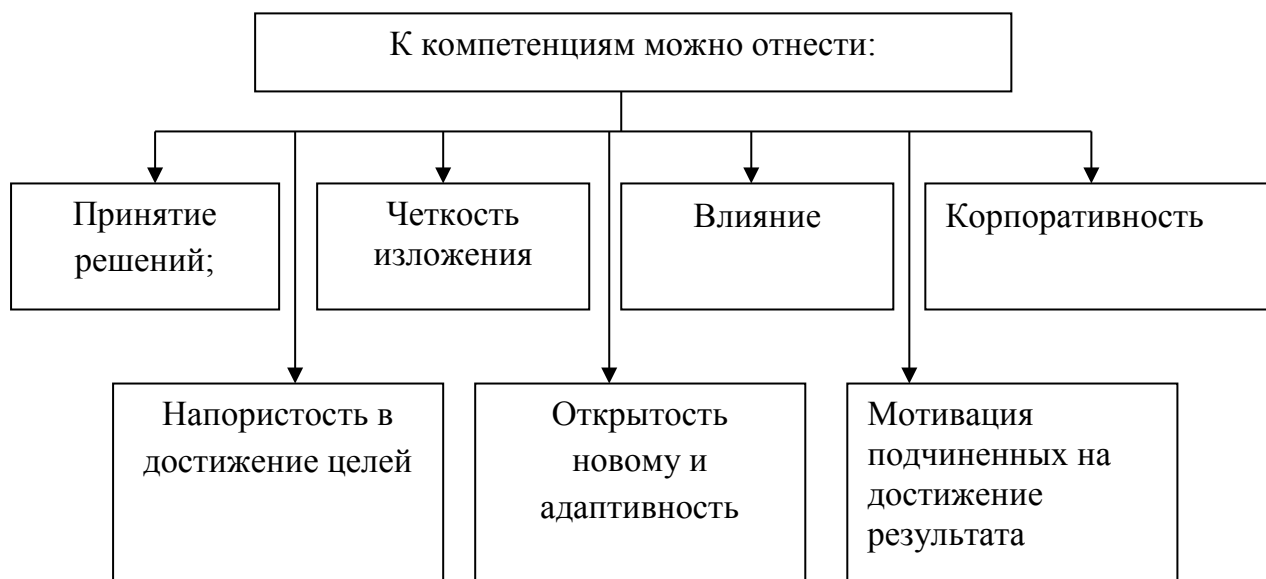 К компетенциям можно отнести:
Принятие
решений;
Четкость
изложения
Влияние
Корпоративность
Напористость в
достижение целей
Открытость
новому и
адаптивность
Мотивация
подчиненных на
достижение
результата